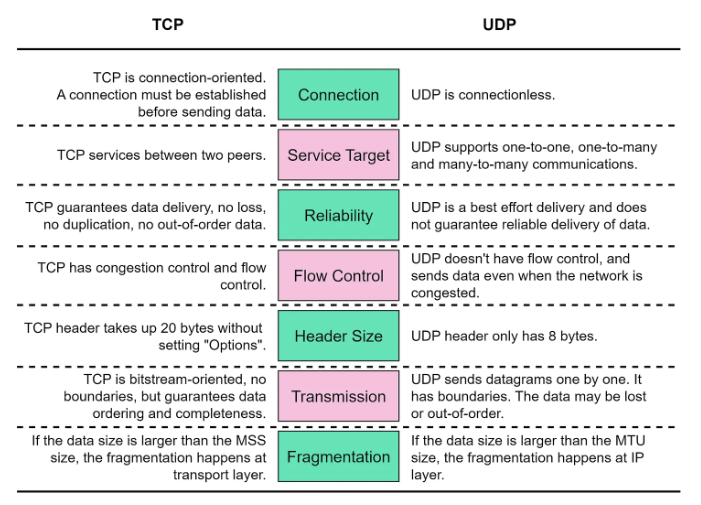 TCP
UDP
TCP is connection-oriented.
A connection must be established
before sending data.
Connection
UDP is connectionless.
TCP services between two peers.
Service Target
UDP supports one-to-one, one-to-many
and many-to-many communications.
TCP guarantees data delivery, no loss,
no duplication, no out-of-order data.
Reliability
UDP is a best effort delivery and does
not guarantee reliable delivery of data.
TCP has congestion control and flow
control.
Flow Control
UDP doesn't have flow control, and
sends data even when the network is
congested.
TCP header takes up 20 bytes without
setting "Options".
Header Size
UDP header only has 8 bytes.
TCP is bitstream-oriented, no
boundaries, but guarantees data
ordering and completeness.
Transmission
UDP sends datagrams one by one. It
has boundaries. The data may be lost
or out-of-order.
If the data size is larger than the MSS
size, the fragmentation happens at
transport layer.
Fragmentation
If the data size is larger than the MTU
size, the fragmentation happens at IP
layer.